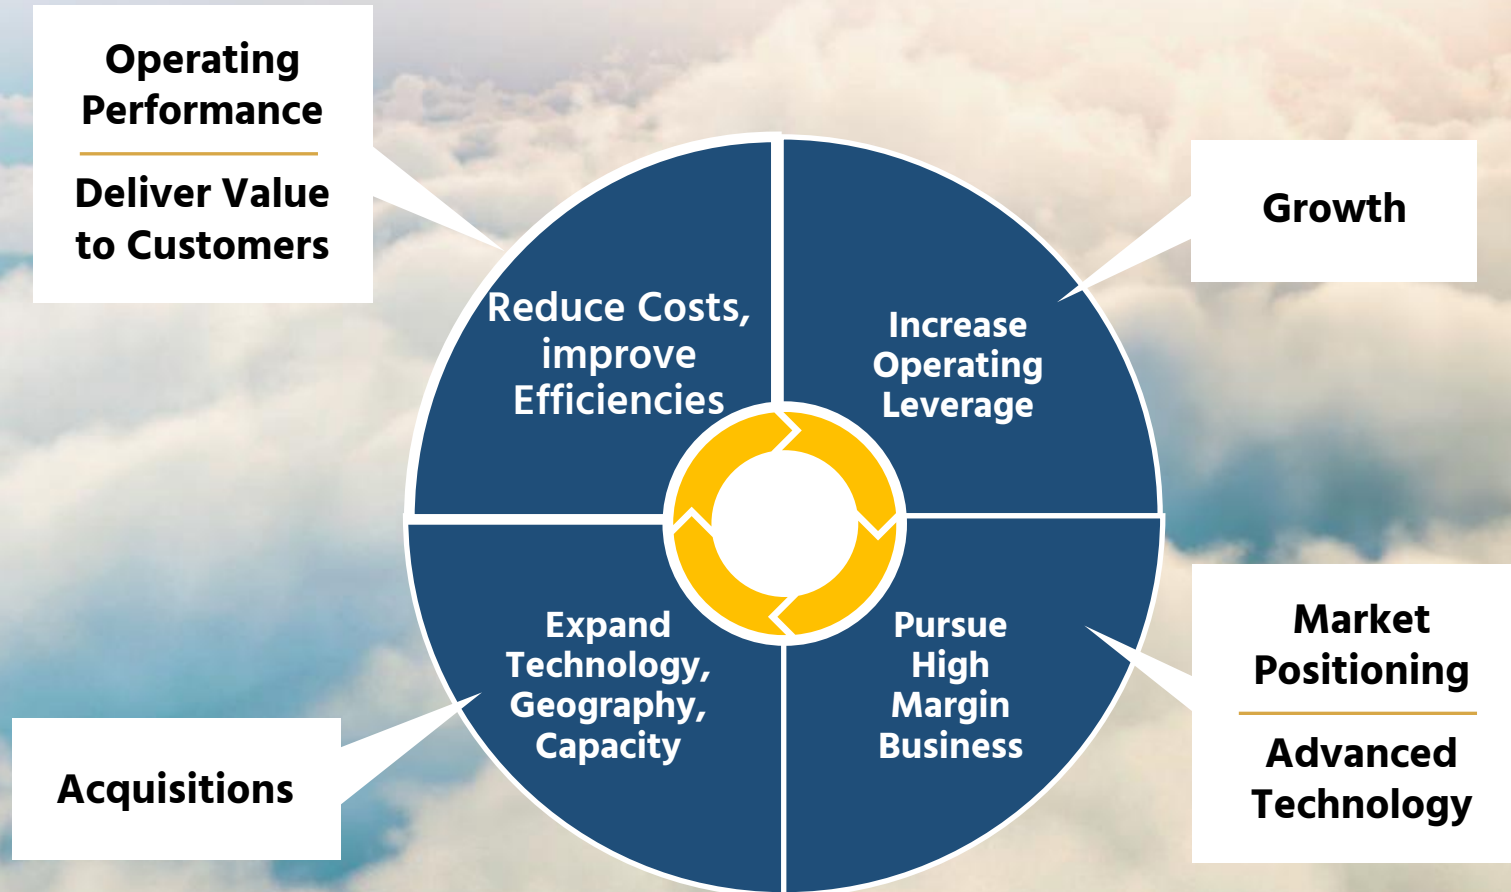 Operating
Performance
Deliver Value
to Customers
Growth
Reduce Costs,
improve
Efficiencies
Increase
Operating
Leverage
Expand
Technology,
Geography,
Capacity
Pursue
High
Margin
Business
Market
Positioning
Advanced
Technology
Acquisitions